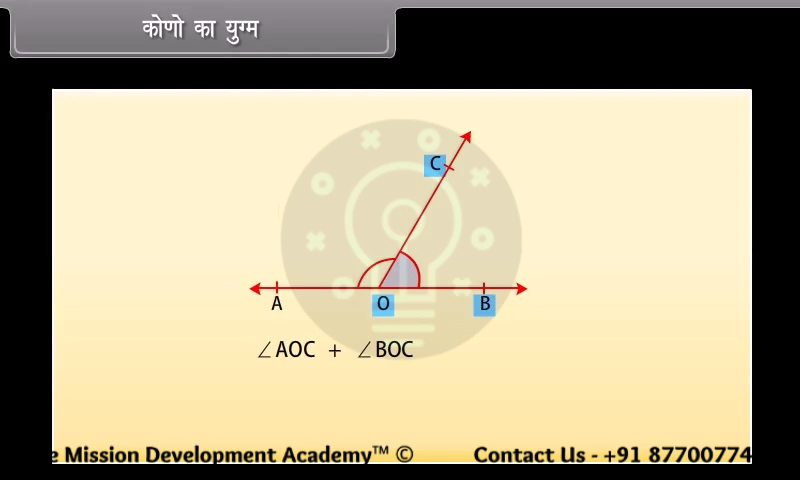 कोणो का युग्म
C
A O B
∠AOC + ∠BOC
e Mission Development Academy™ © Contact Us - +91 87700774